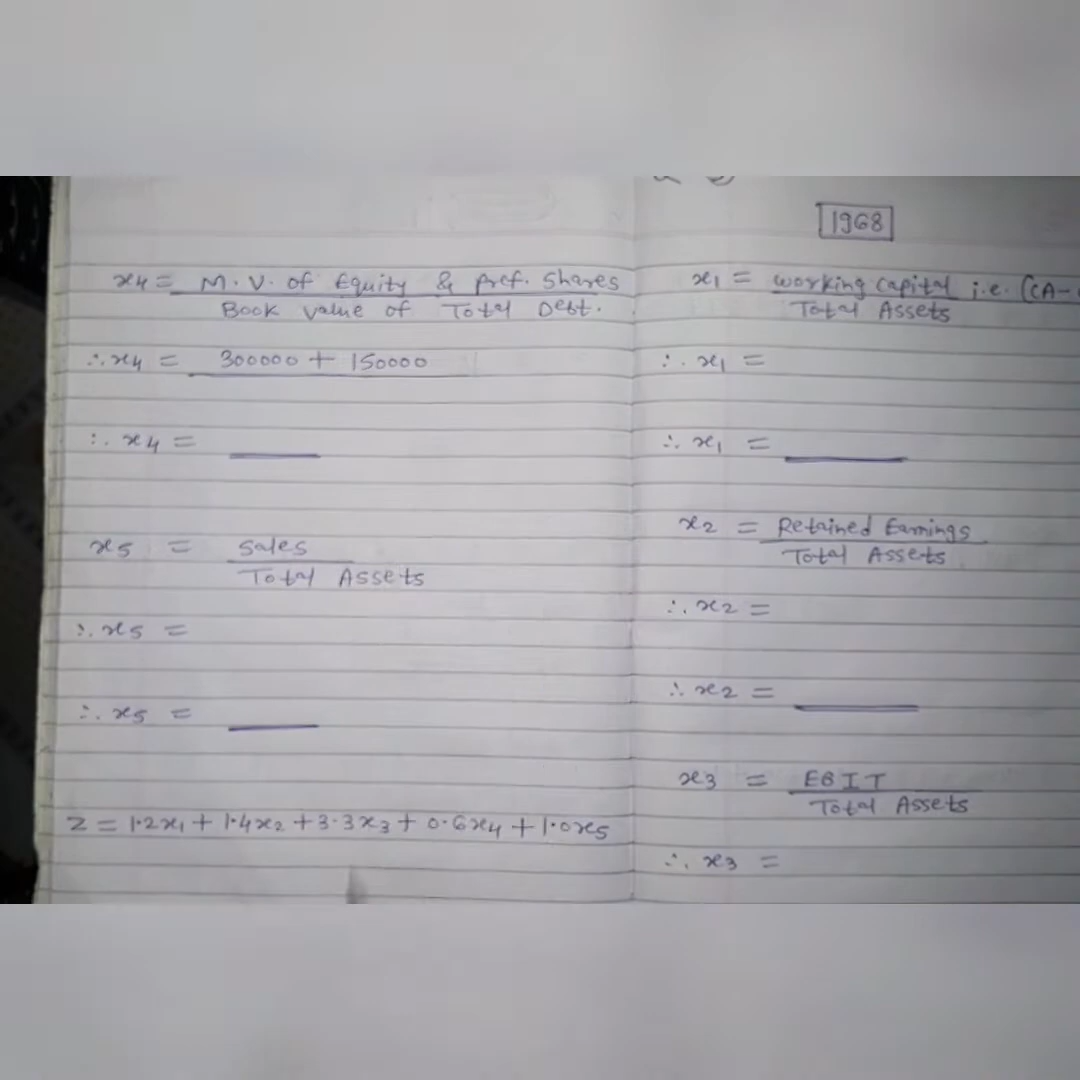 1968
x4 = M.V. of Equity & Pref. Shares
Book value of Total Debt.
∴ x4 = 300000 + 150000
∴ x4 =
x5 = Sales
Total Assets
∴ x5 =
∴ x5 =
Z = 1.2x1 + 1.4x2 + 3.3x3 + 0.6x4 + 1.0x5
x1 = Working Capital i.e. (CA-
Total Assets
∴ x1 =
∴ x1 =
x2 = Retained Earnings
Total Assets
∴ x2 =
∴ x2 =
x3 = EBIT
Total Assets
∴ x3 =